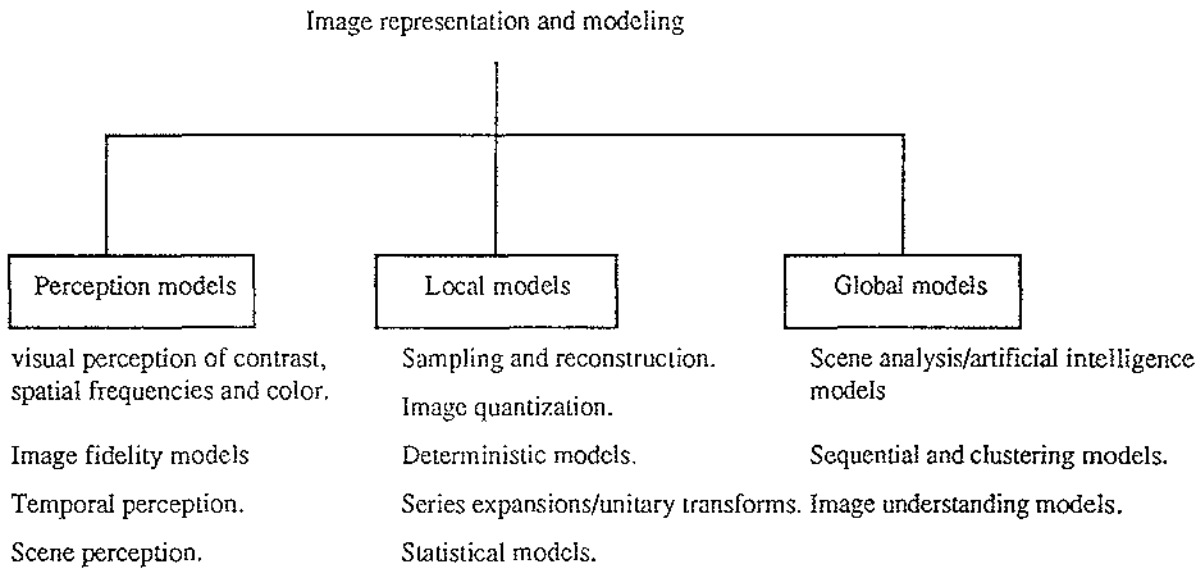 Image representation and modeling
Perception models
Local models
Global models
visual perception of contrast,
spatial frequencies and color.
Image fidelity models
Temporal perception.
Scene perception.
Sampling and reconstruction.
Image quantization.
Deterministic models.
Series expansions/unitary transforms.
Statistical models.
Scene analysis/artificial intelligence
models
Sequential and clustering models.
Image understanding models.